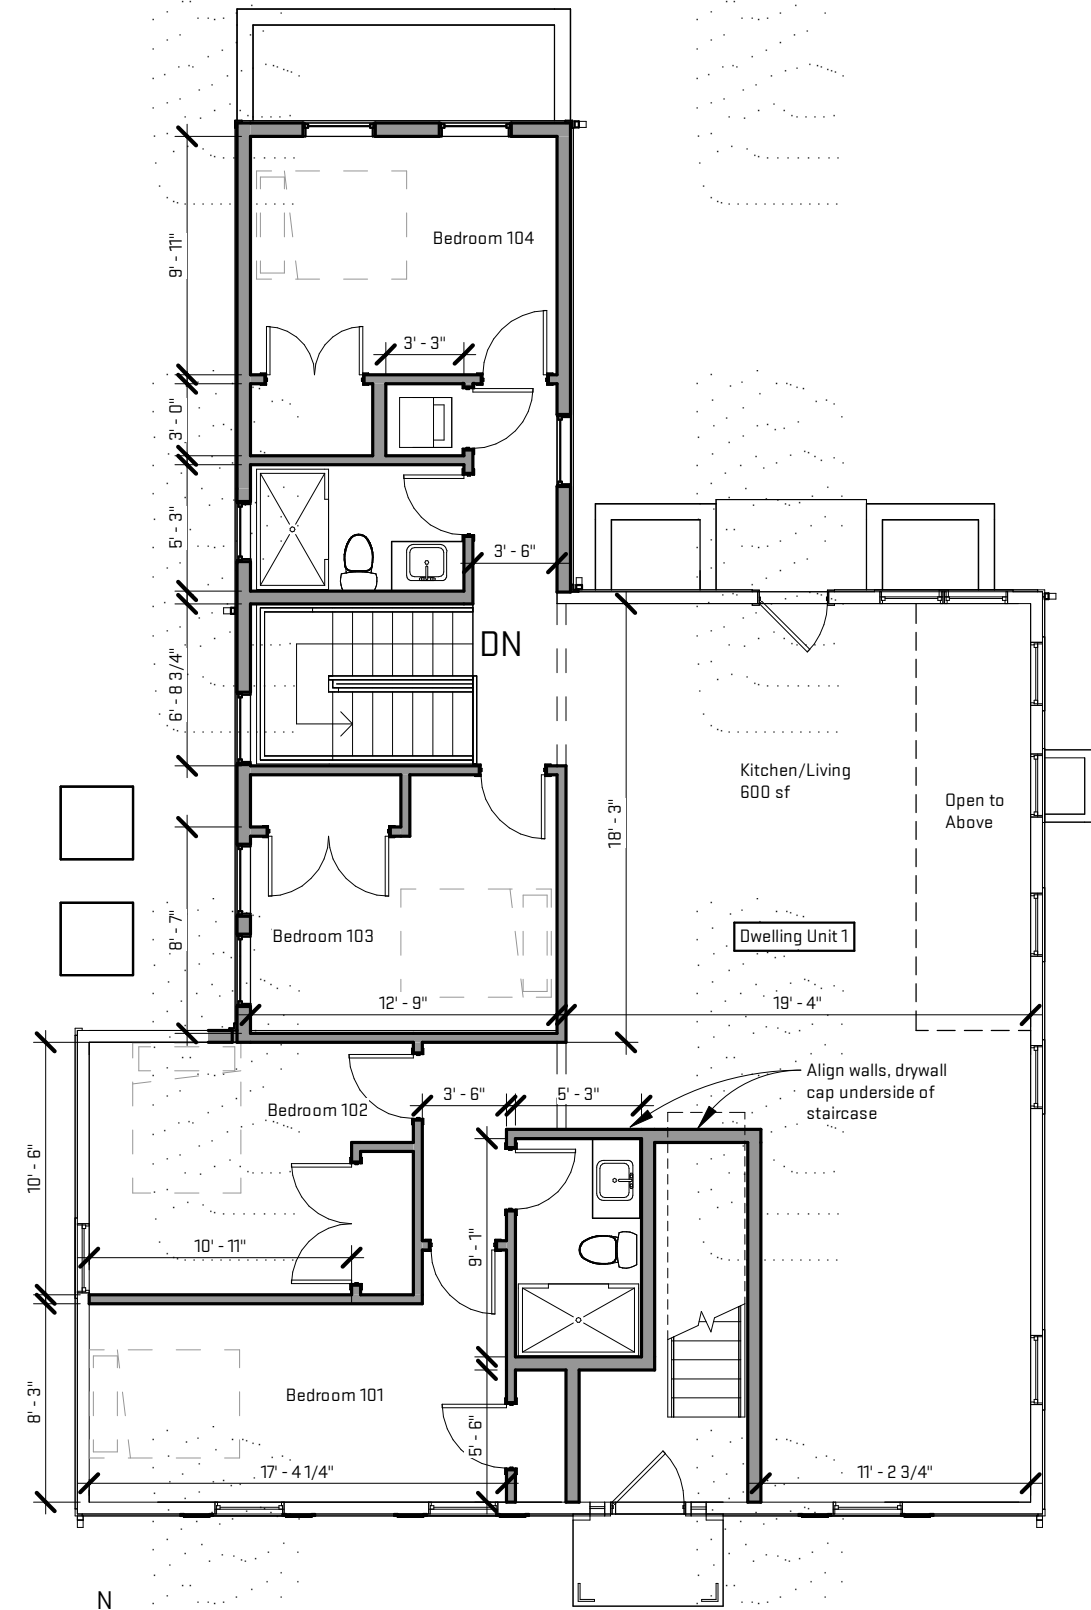 Bedroom 104
9' - 11"
3' - 3"
3' - 0"
5' - 3"
3' - 6"
DN
6' - 8 3/4"
Kitchen/Living
600 sf
Open to
Above
18' - 3"
8' - 7"
Bedroom 103
Dwelling Unit 1
12' - 9"
19' - 4"
Align walls, drywall
cap underside of
staircase
3' - 6"
5' - 3"
Bedroom 102
10' - 6"
10' - 11"
9' - 1"
Bedroom 101
8' - 3"
5' - 6"
17' - 4 1/4"
11' - 2 3/4"
N